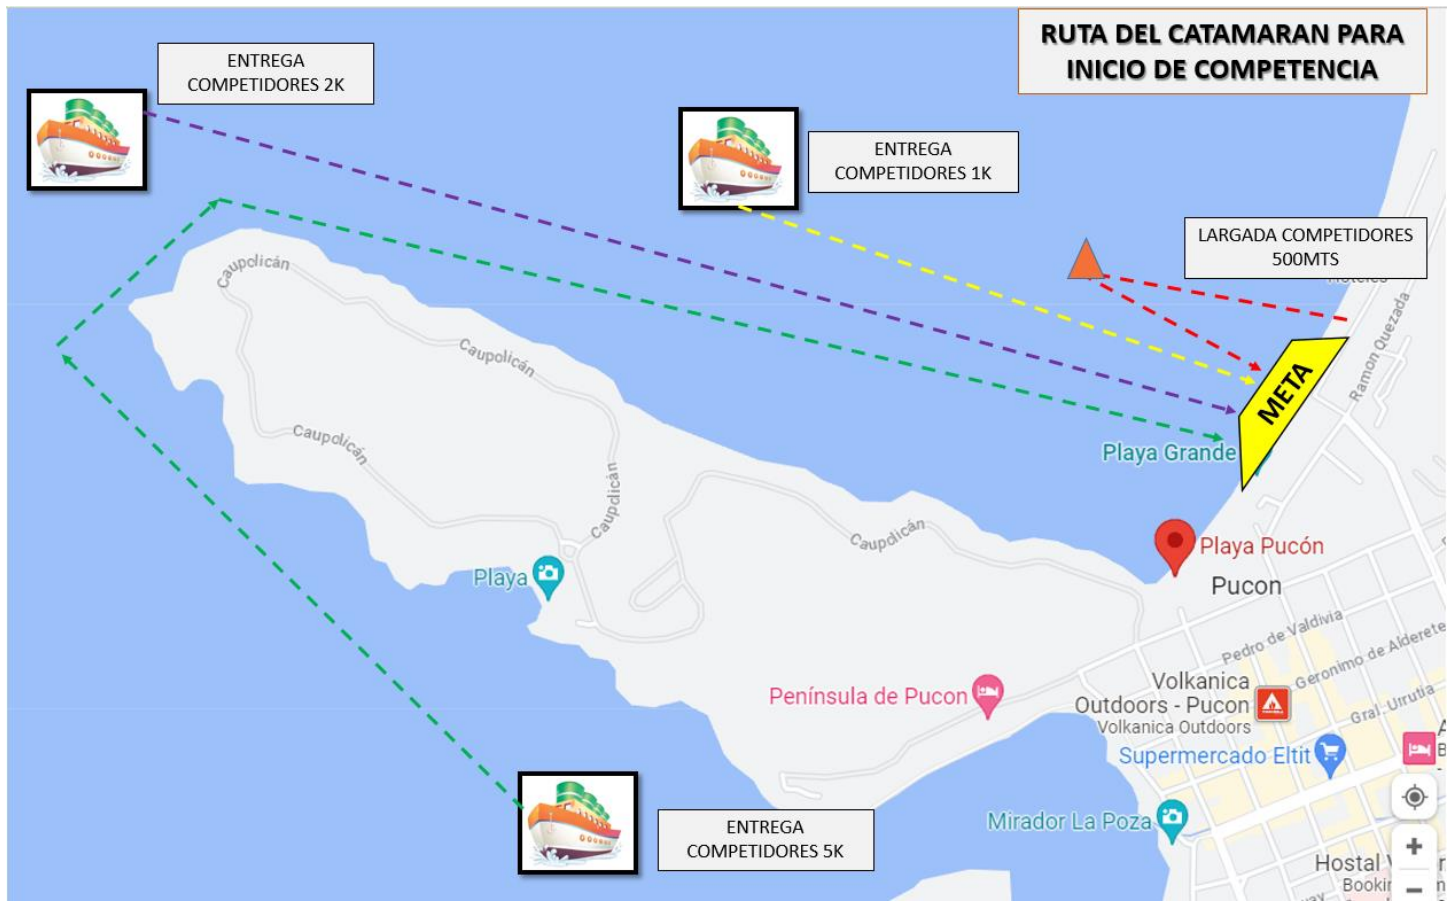 RUTA DEL CATAMARAN PARA
INICIO DE COMPETENCIA
ENTREGA
COMPETIDORES 2K
ENTREGA
COMPETIDORES 1K
LARGADA COMPETIDORES
500MTS
Hoteles
Caupolicán
Caupolicán
Caupolicán
Caupolicán
Caupolicán
Ramon Quezada
META
Playa Grande
Playa Pucón
Pucon
Playa
Pedro de Valdivia
Geronimo de Alderete
Gral. Urrutia
Península de Pucon
Volkanica
Outdoors - Pucon
Volkanica Outdoors
Supermercado Eltit
Mirador La Poza
ENTREGA
COMPETIDORES 5K
Hostal